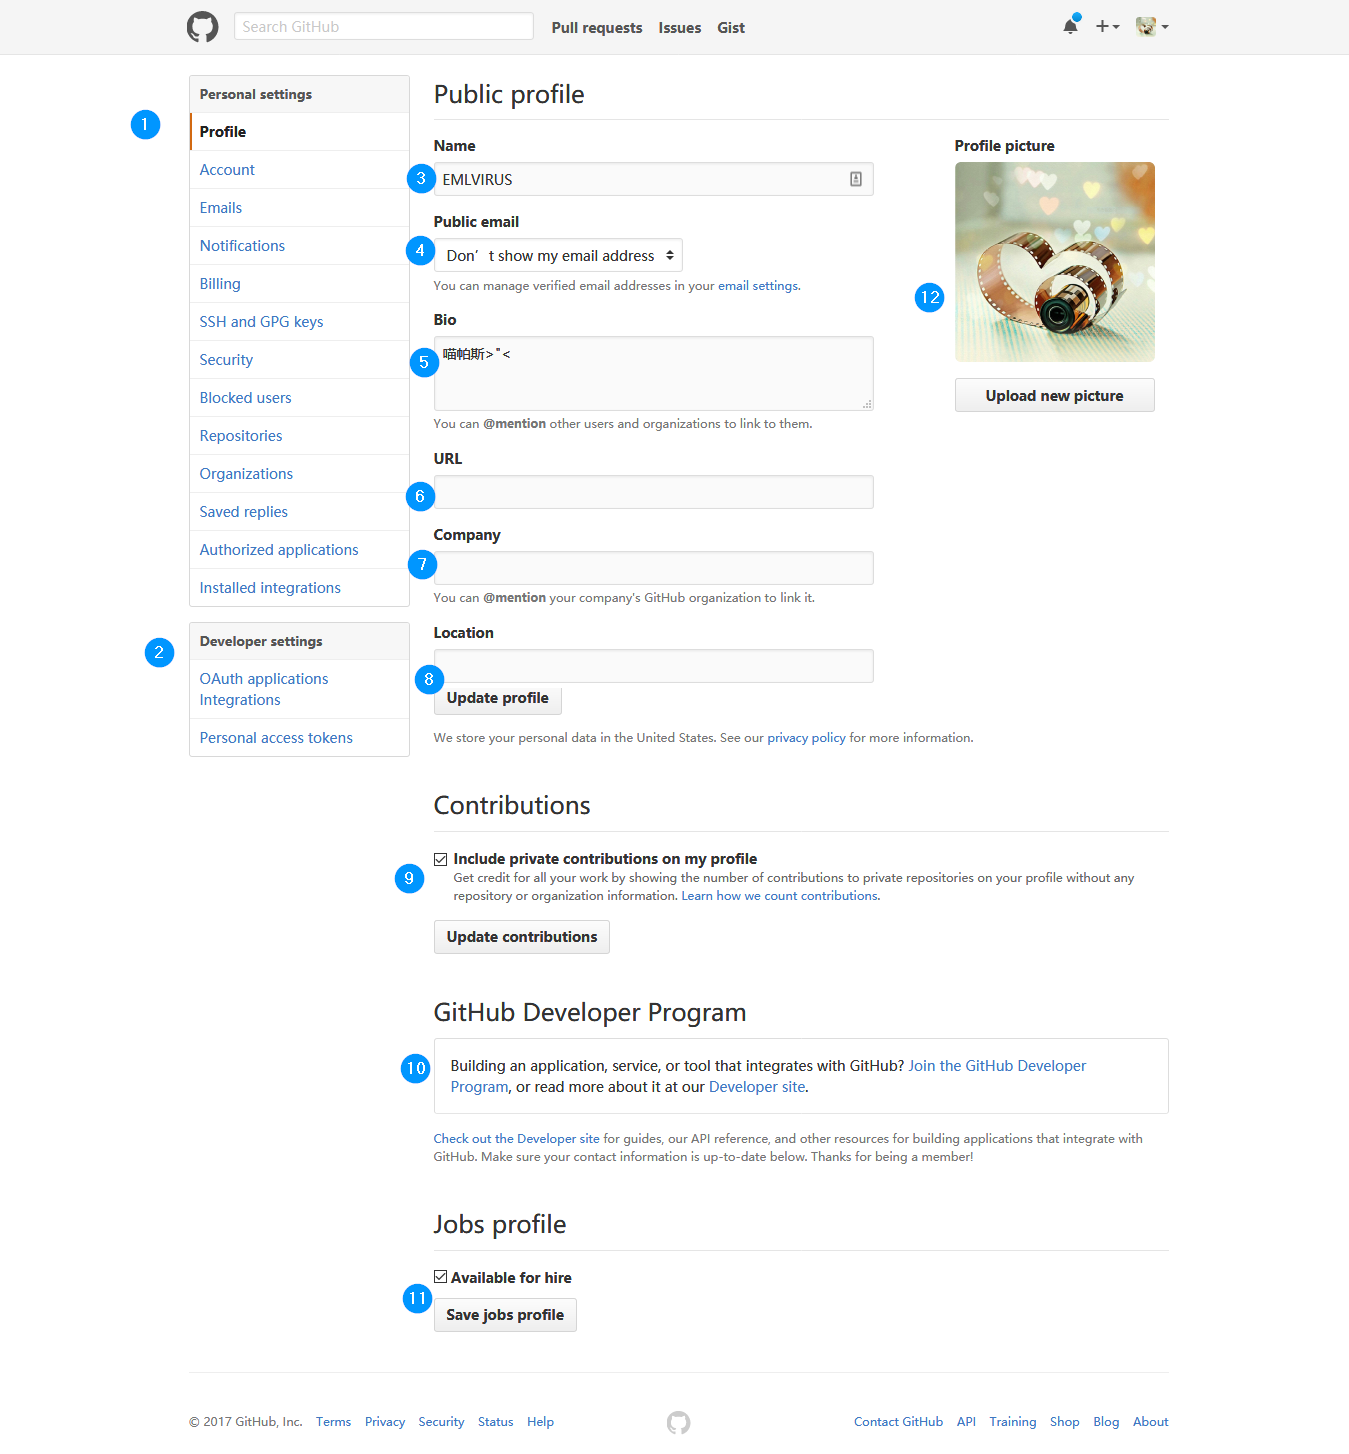 Search GitHub
Pull requests
Issues
Gist
1
Personal settings
Profile
Account
Emails
Notifications
Billing
SSH and GPG keys
Security
Blocked users
Repositories
Organizations
Saved replies
Authorized applications
Installed integrations
2
Developer settings
OAuth applications
Integrations
Personal access tokens
Public profile
Name
3
EMLVIRUS
Public email
4
Don't show my email address
You can manage verified email addresses in your email settings.
Bio
5
喵帕斯>"<
You can @mention other users and organizations to link to them.
URL
6
Company
7
You can @mention your company's GitHub organization to link it.
Location
8
Update profile
We store your personal data in the United States. See our privacy policy for more information.
Profile picture
12
Upload new picture
Contributions
9
Include private contributions on my profile
Get credit for all your work by showing the number of contributions to private repositories on your profile without any
repository or organization information. Learn how we count contributions.
Update contributions
GitHub Developer Program
10
Building an application, service, or tool that integrates with GitHub? Join the GitHub Developer
Program, or read more about it at our Developer site.
Check out the Developer site for guides, our API reference, and other resources for building applications that integrate with
GitHub. Make sure your contact information is up-to-date below. Thanks for being a member!
Jobs profile
Available for hire
11
Save jobs profile
© 2017 GitHub, Inc. Terms Privacy Security Status Help
Contact GitHub API Training Shop Blog About